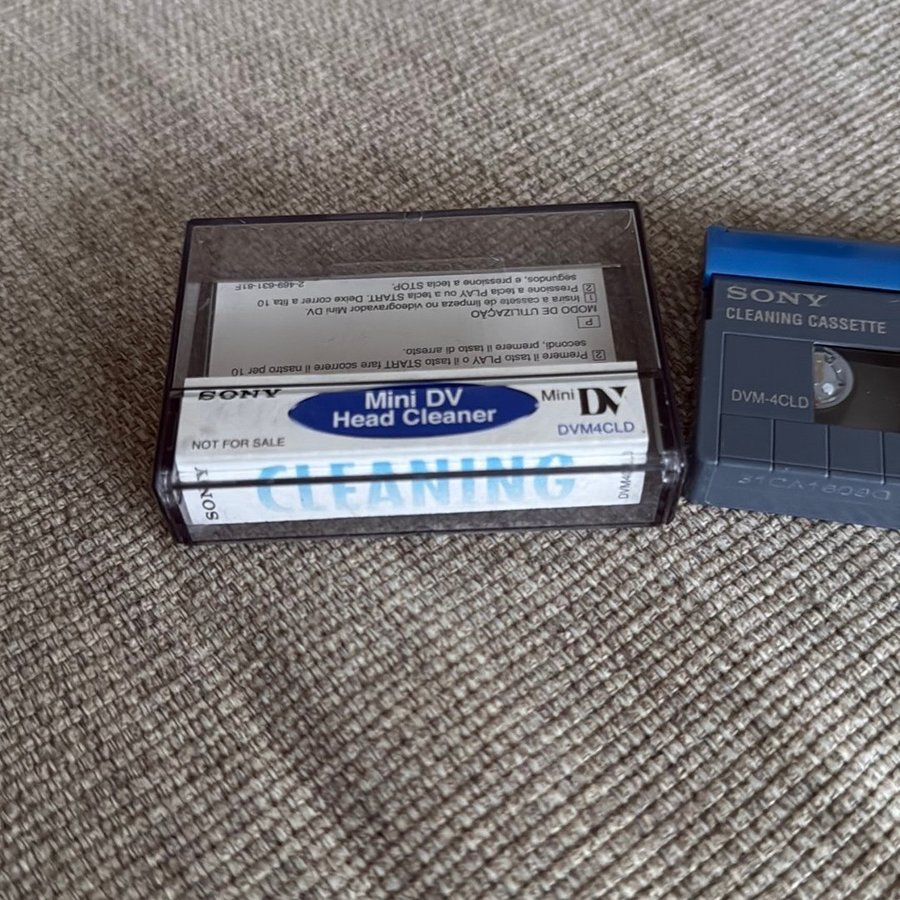 SONY
Mini DV
Head Cleaner
Mini DV
DVM4CLD
NOT FOR SALE
SONY
CLEANING
2 Premere il tasto PLAY o il tasto START fare scorrere il nastro per 10
secondi, premere il tasto di arresto.
P
MODO DE UTILIZAÇÃO
1 Insira a cassete de limpeza no videogravador Mini DV.
2 Pressione a tecla PLAY ou a tecla START. Deixe correr a fita 10
segundos, e pressione a tecla STOP.
2-469-631-81F
SONY
CLEANING CASSETTE
DVM-4CLD